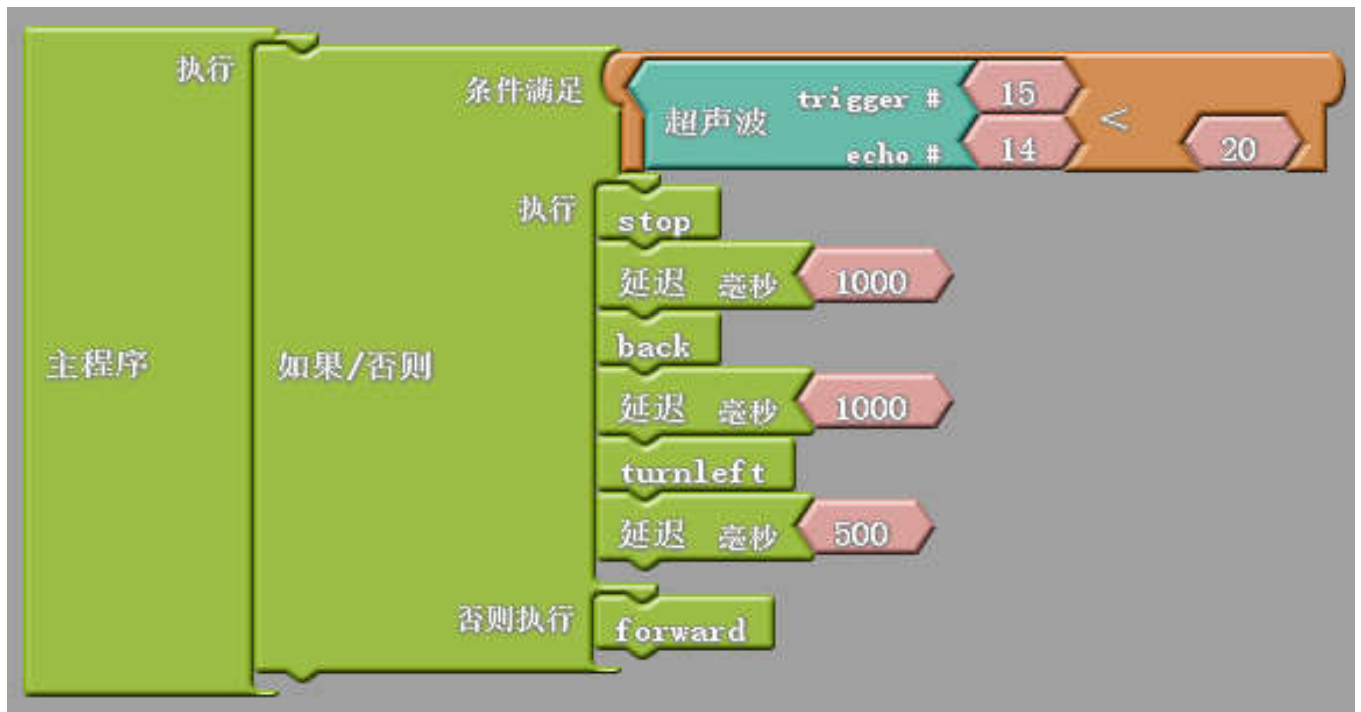 执行
条件满足
超声波
trigger # 15
echo # 14
<
20
执行
stop
延迟 毫秒 1000
back
主程序
如果/否则
延迟 毫秒 1000
turnleft
延迟 毫秒 500
否则执行
forward